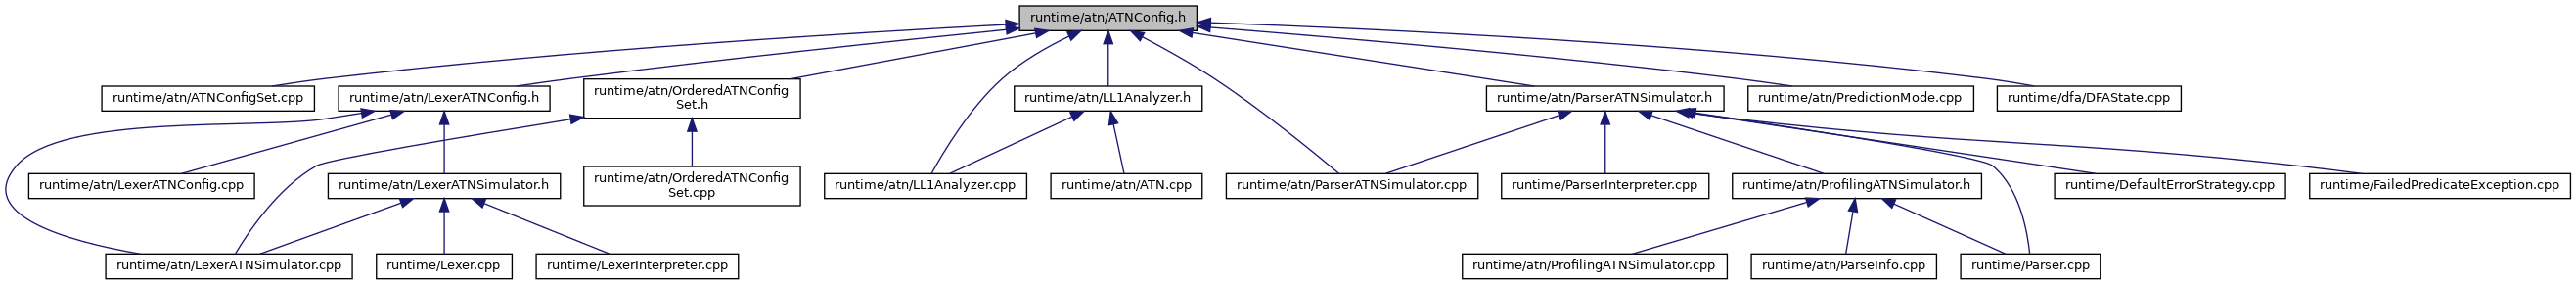 runtime/atn/ATNConfig.h
runtime/atn/ATNConfigSet.cpp
runtime/atn/LexerATNConfig.h
runtime/atn/OrderedATNConfig
Set.h
runtime/atn/LL1Analyzer.h
runtime/atn/ParserATNSimulator.h
runtime/atn/PredictionMode.cpp
runtime/dfa/DFAState.cpp
runtime/atn/LexerATNConfig.cpp
runtime/atn/LexerATNSimulator.h
runtime/atn/OrderedATNConfig
Set.cpp
runtime/atn/LL1Analyzer.cpp
runtime/atn/ATN.cpp
runtime/atn/ParserATNSimulator.cpp
runtime/ParserInterpreter.cpp
runtime/atn/ProfilingATNSimulator.h
runtime/DefaultErrorStrategy.cpp
runtime/FailedPredicateException.cpp
runtime/atn/LexerATNSimulator.cpp
runtime/Lexer.cpp
runtime/LexerInterpreter.cpp
runtime/atn/ProfilingATNSimulator.cpp
runtime/atn/ParseInfo.cpp
runtime/Parser.cpp